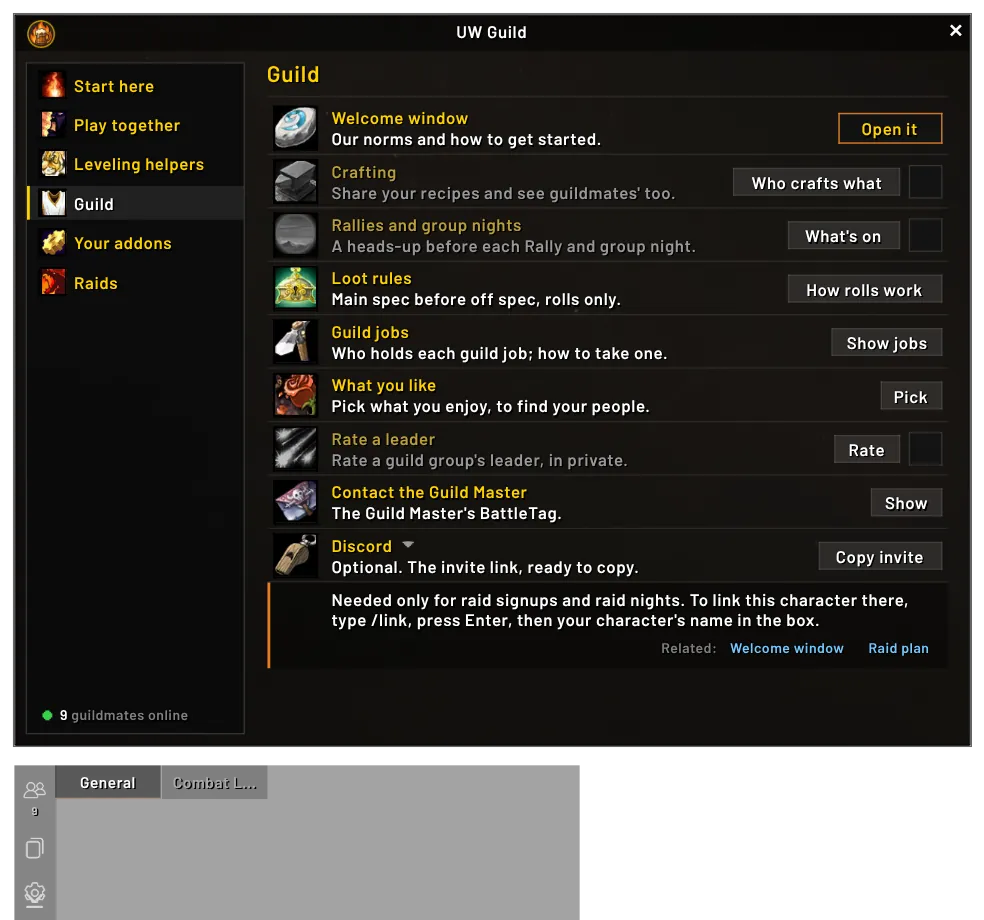 UW Guild
Start here
Play together
Leveling helpers
Guild
Your addons
Raids
9 guildmates online
Guild
Welcome window
Our norms and how to get started.
Open it
Crafting
Share your recipes and see guildmates' too.
Who crafts what
Rallies and group nights
A heads-up before each Rally and group night.
What's on
Loot rules
Main spec before off spec, rolls only.
How rolls work
Guild jobs
Who holds each guild job; how to take one.
Show jobs
What you like
Pick what you enjoy, to find your people.
Pick
Rate a leader
Rate a guild group's leader, in private.
Rate
Contact the Guild Master
The Guild Master's BattleTag.
Show
Discord
Optional. The invite link, ready to copy.
Copy invite
Needed only for raid signups and raid nights. To link this character there,
type /link, press Enter, then your character's name in the box.
Related: Welcome window Raid plan
General
Combat L...
9